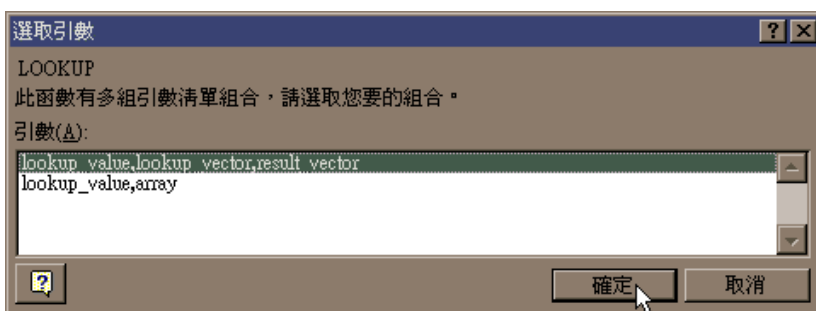 選取引數
LOOKUP
此函數有多組引數清單組合，請選取您要的組合。
引數(A):
lookup_value,lookup_vector,result_vector
lookup_value,array
確定
取消